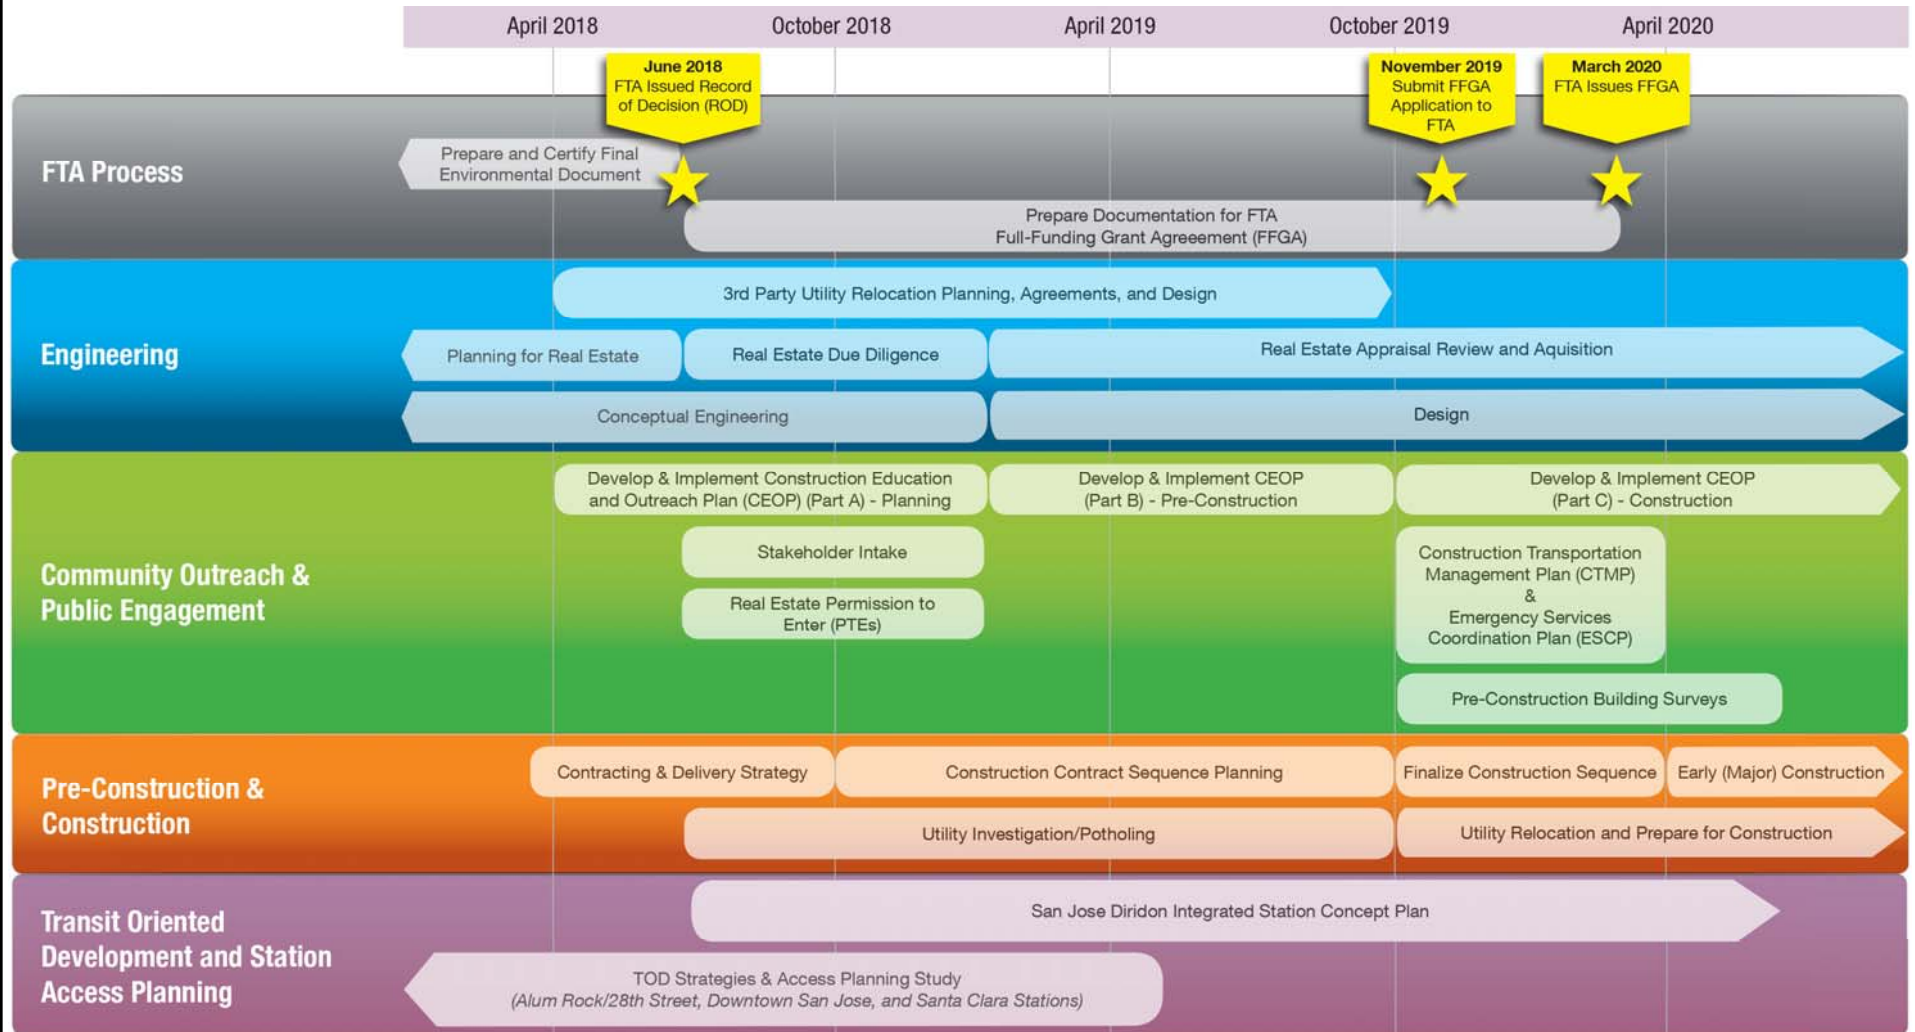 April 2018
October 2018
April 2019
October 2019
April 2020
June 2018
FTA Issued Record
of Decision (ROD)
November 2019
Submit FFGA
Application to
FTA
March 2020
FTA Issues FFGA
FTA Process
Prepare and Certify Final
Environmental Document
Prepare Documentation for FTA
Full-Funding Grant Agreeement (FFGA)
Engineering
3rd Party Utility Relocation Planning, Agreements, and Design
Planning for Real Estate
Real Estate Due Diligence
Real Estate Appraisal Review and Aquisition
Conceptual Engineering
Design
Community Outreach &
Public Engagement
Develop & Implement Construction Education
and Outreach Plan (CEOP) (Part A) - Planning
Develop & Implement CEOP
(Part B) - Pre-Construction
Develop & Implement CEOP
(Part C) - Construction
Stakeholder Intake
Real Estate Permission to
Enter (PTEs)
Construction Transportation
Management Plan (CTMP)
&
Emergency Services
Coordination Plan (ESCP)
Pre-Construction Building Surveys
Pre-Construction &
Construction
Contracting & Delivery Strategy
Construction Contract Sequence Planning
Finalize Construction Sequence
Early (Major) Construction
Utility Investigation/Potholing
Utility Relocation and Prepare for Construction
Transit Oriented
Development and Station
Access Planning
San Jose Diridon Integrated Station Concept Plan
TOD Strategies & Access Planning Study
(Alum Rock/28th Street, Downtown San Jose, and Santa Clara Stations)